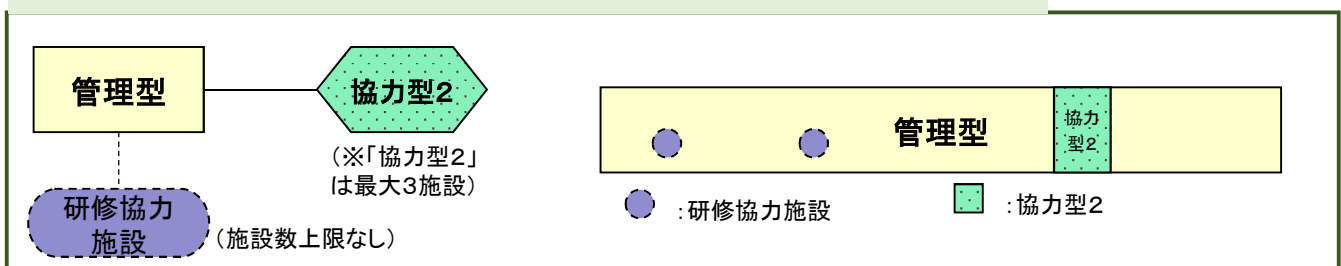 管理型
協力型2
(※「協力型2」
は最大3施設)
研修協力
施設
(施設数上限なし)
管理型
協力
型2
:研修協力施設
:協力型2